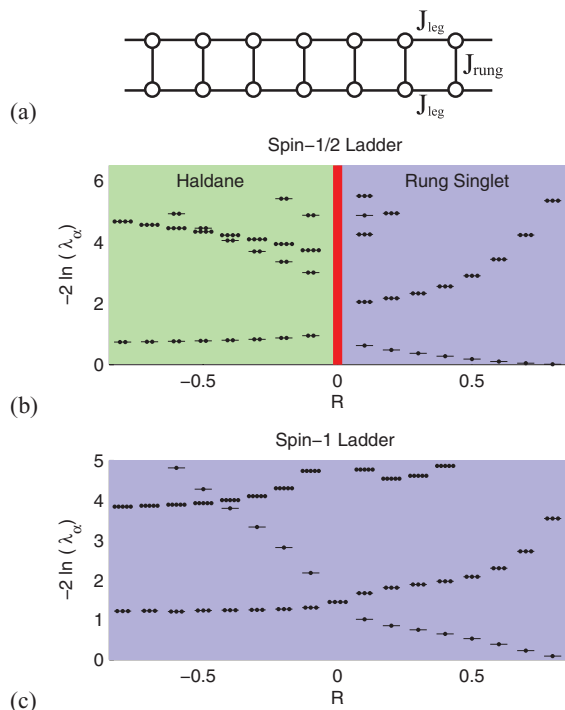 J_leg
J_rung
J_leg
(a)
Spin−1/2 Ladder
Haldane
Rung Singlet
6
4
2
0
−2 ln (λ_α)
−0.5
0
0.5
R
(b)
Spin−1 Ladder
5
4
3
2
1
0
−2 ln (λ_α)
−0.5
0
0.5
R
(c)